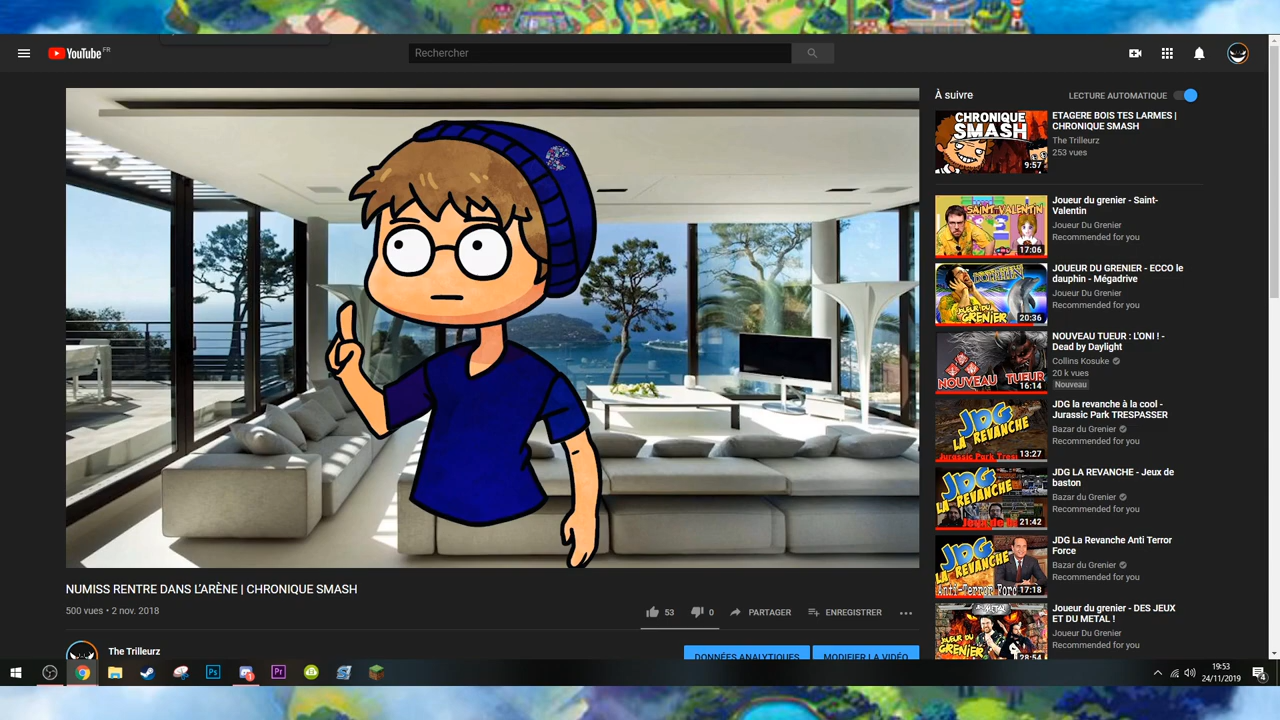 YouTube FR
Rechercher
À suivre
LECTURE AUTOMATIQUE
CHRONIQUE
SMASH
9:57
ETAGERE BOIS TES LARMES |
CHRONIQUE SMASH
The Trilleurz
253 vues
SAINT-VALENTIN
17:06
Joueur du grenier - Saint-
Valentin
Joueur Du Grenier
Recommended for you
JOUEUR DU
GRENIER
20:36
JOUEUR DU GRENIER - ECCO le
dauphin - Mégadrive
Joueur Du Grenier
Recommended for you
NOUVEAU TUEUR
16:14
NOUVEAU TUEUR : L'ONI ! -
Dead by Daylight
Collins Kosuke
20 k vues
Nouveau
JDG
LA REVANCHE
13:27
JDG la revanche à la cool -
Jurassic Park TRESPASSER
Bazar du Grenier
Recommended for you
JDG
LA REVANCHE
21:42
JDG LA REVANCHE - Jeux de
baston
Bazar du Grenier
Recommended for you
JDG
LA REVANCHE
17:18
JDG La Revanche Anti Terror
Force
Bazar du Grenier
Recommended for you
JOUEUR DU
GRENIER
28:54
Joueur du grenier - DES JEUX
ET DU METAL !
Joueur Du Grenier
Recommended for you
NUMISS RENTRE DANS L'ARÈNE | CHRONIQUE SMASH
500 vues • 2 nov. 2018
53
0
PARTAGER
ENREGISTRER
The Trilleurz
DONNÉES ANALYTIQUES
MODIFIER LA VIDÉO
Ps
Pr
19:53
24/11/2019
4